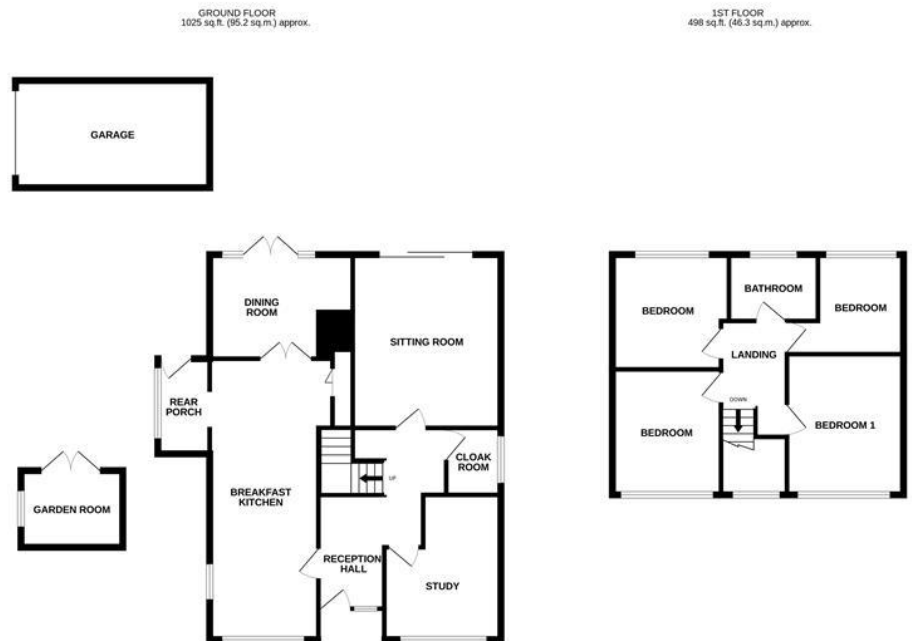 GROUND FLOOR
1025 sq.ft. (95.2 sq.m.) approx.
1ST FLOOR
498 sq.ft. (46.3 sq.m.) approx.
GARAGE
DINING
ROOM
SITTING ROOM
REAR
PORCH
BREAKFAST
KITCHEN
CLOAK
ROOM
UP
GARDEN ROOM
RECEPTION
HALL
STUDY
BEDROOM
BATHROOM
BEDROOM
LANDING
DOWN
BEDROOM
BEDROOM 1